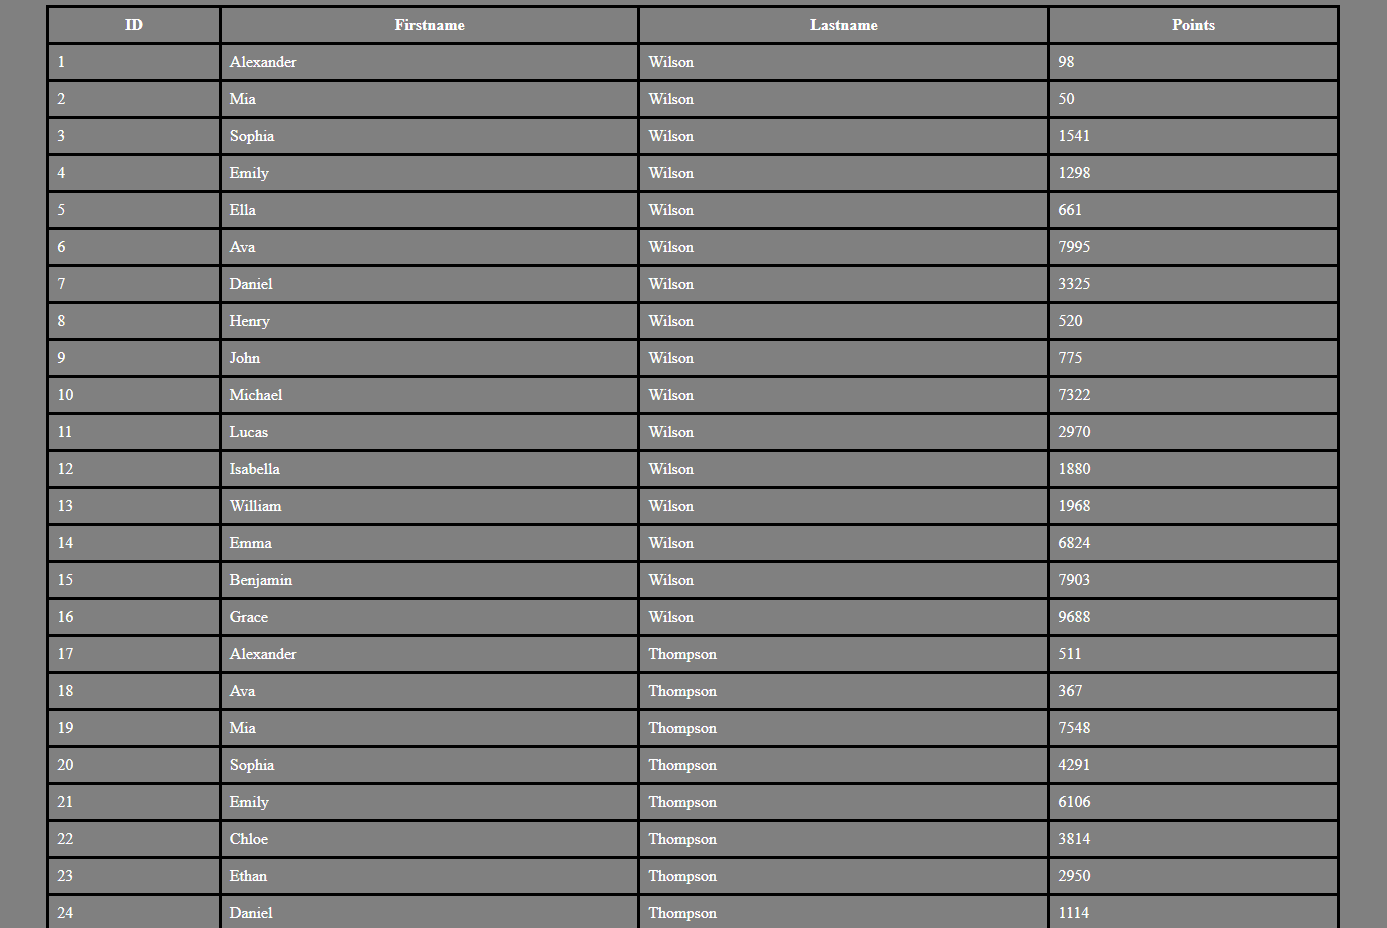 ID Firstname Lastname Points
1 Alexander Wilson 98
2 Mia Wilson 50
3 Sophia Wilson 1541
4 Emily Wilson 1298
5 Ella Wilson 661
6 Ava Wilson 7995
7 Daniel Wilson 3325
8 Henry Wilson 520
9 John Wilson 775
10 Michael Wilson 7322
11 Lucas Wilson 2970
12 Isabella Wilson 1880
13 William Wilson 1968
14 Emma Wilson 6824
15 Benjamin Wilson 7903
16 Grace Wilson 9688
17 Alexander Thompson 511
18 Ava Thompson 367
19 Mia Thompson 7548
20 Sophia Thompson 4291
21 Emily Thompson 6106
22 Chloe Thompson 3814
23 Ethan Thompson 2950
24 Daniel Thompson 1114